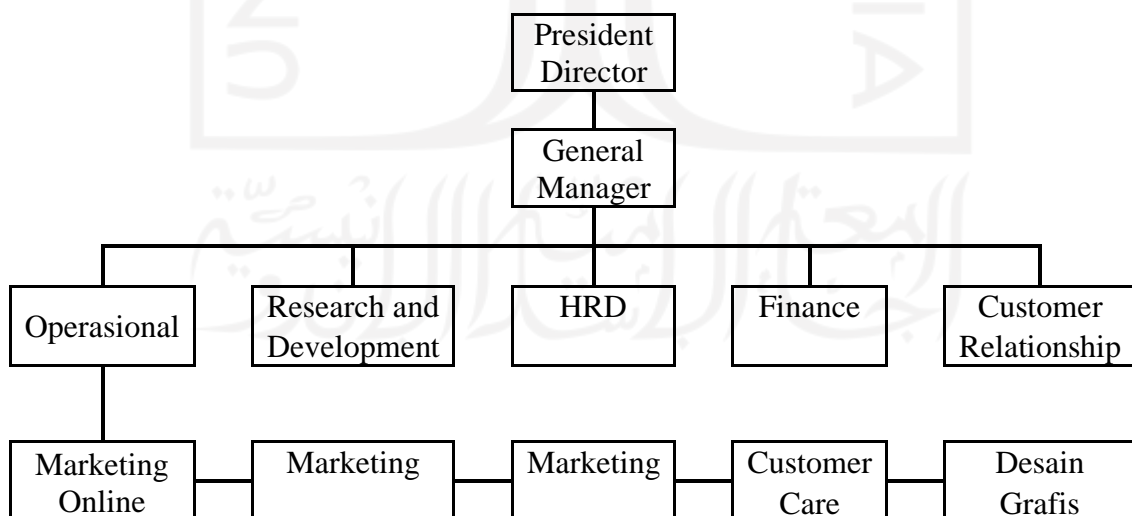 President
Director
General
Manager
Operasional
Research and
Development
HRD
Finance
Customer
Relationship
Marketing
Online
Marketing
Marketing
Customer
Care
Desain
Grafis